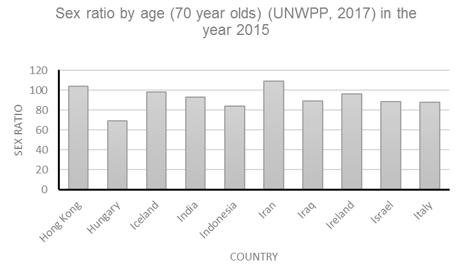 Sex ratio by age (70 year olds) (UNWPP, 2017) in the
year 2015
120
100
80
60
40
20
0
SEX RATIO
Hong Kong
Hungary
Iceland
India
Indonesia
Iran
Iraq
Ireland
Israel
Italy
COUNTRY